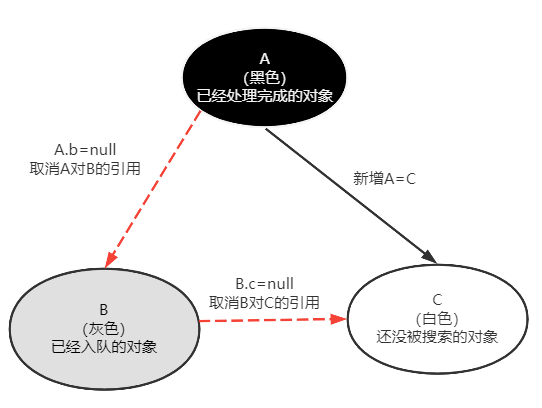 A
(黑色)
已经处理完成的对象
A.b=null
取消A对B的引用
新增A=C
B
(灰色)
已经入队的对象
B.c=null
取消B对C的引用
C
(白色)
还没被搜索的对象